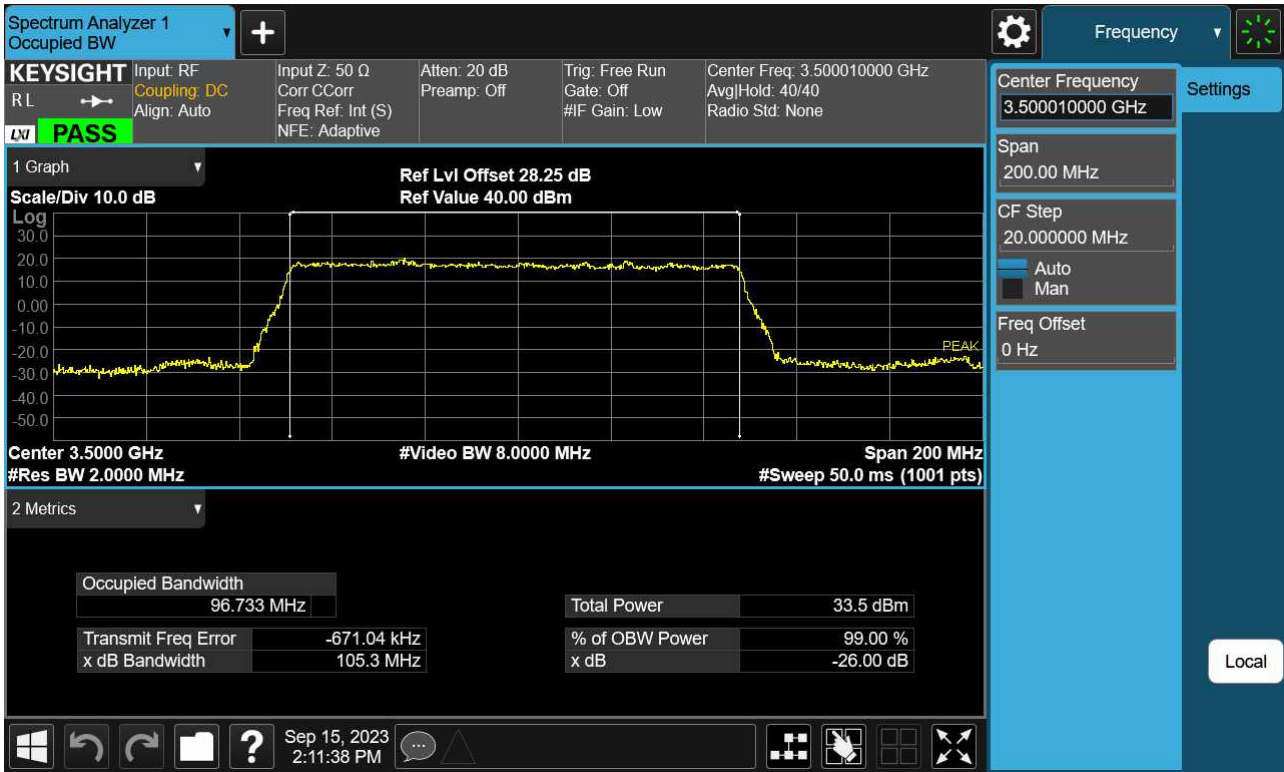 Spectrum Analyzer 1
Occupied BW
Frequency
KEYSIGHT
R L
LXI
PASS
Input: RF
Coupling: DC
Align: Auto
Input Z: 50 Ω
Corr CCorr
Freq Ref: Int (S)
NFE: Adaptive
Atten: 20 dB
Preamp: Off
Trig: Free Run
Gate: Off
#IF Gain: Low
Center Freq: 3.500010000 GHz
Avg|Hold: 40/40
Radio Std: None
Center Frequency
3.500010000 GHz
Settings
Span
200.00 MHz
CF Step
20.000000 MHz
Auto
Man
Freq Offset
0 Hz
Local
1 Graph
Scale/Div 10.0 dB
Ref Lvl Offset 28.25 dB
Ref Value 40.00 dBm
Log
30.0
20.0
10.0
0.00
-10.0
-20.0
-30.0
-40.0
-50.0
PEAK
Center 3.5000 GHz
#Video BW 8.0000 MHz
Span 200 MHz
#Res BW 2.0000 MHz
#Sweep 50.0 ms (1001 pts)
2 Metrics
Occupied Bandwidth
96.733 MHz
Total Power 33.5 dBm
Transmit Freq Error -671.04 kHz
% of OBW Power 99.00 %
x dB Bandwidth 105.3 MHz
x dB -26.00 dB
Sep 15, 2023
2:11:38 PM